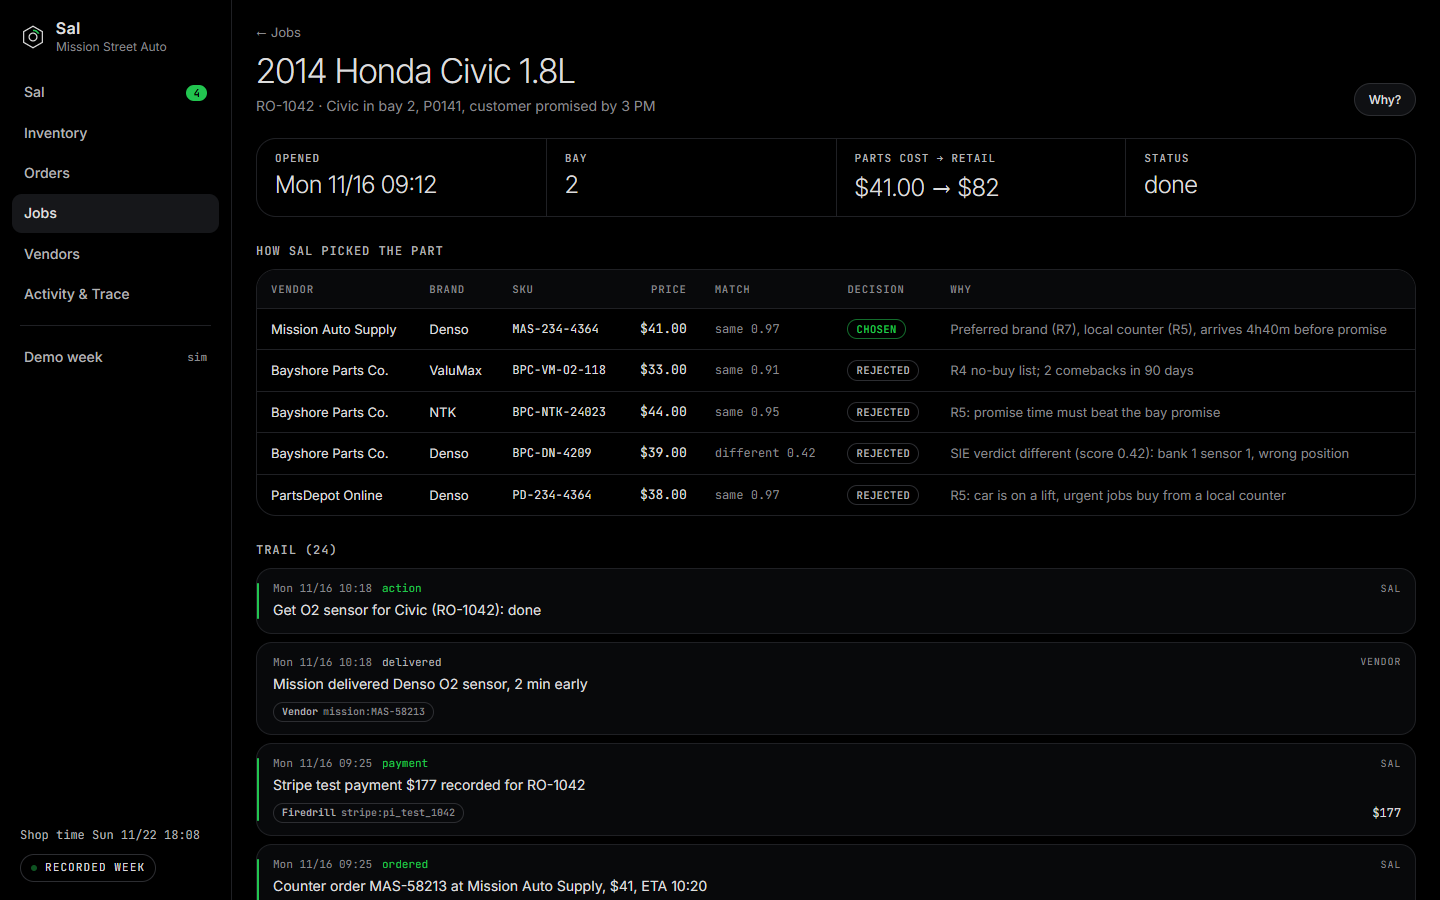 Sal
Mission Street Auto
Sal 4
Inventory
Orders
Jobs
Vendors
Activity & Trace
Demo week sim
Shop time Sun 11/22 18:08
RECORDED WEEK
← Jobs
2014 Honda Civic 1.8L
RO-1042 · Civic in bay 2, P0141, customer promised by 3 PM
Why?
OPENED
Mon 11/16 09:12
BAY
2
PARTS COST → RETAIL
$41.00 → $82
STATUS
done
HOW SAL PICKED THE PART
VENDOR BRAND SKU PRICE MATCH DECISION WHY
Mission Auto Supply Denso MAS-234-4364 $41.00 same 0.97 CHOSEN Preferred brand (R7), local counter (R5), arrives 4h40m before promise
Bayshore Parts Co. ValuMax BPC-VM-O2-118 $33.00 same 0.91 REJECTED R4 no-buy list; 2 comebacks in 90 days
Bayshore Parts Co. NTK BPC-NTK-24023 $44.00 same 0.95 REJECTED R5: promise time must beat the bay promise
Bayshore Parts Co. Denso BPC-DN-4209 $39.00 different 0.42 REJECTED SIE verdict different (score 0.42): bank 1 sensor 1, wrong position
PartsDepot Online Denso PD-234-4364 $38.00 same 0.97 REJECTED R5: car is on a lift, urgent jobs buy from a local counter
TRAIL (24)
Mon 11/16 10:18 action SAL
Get O2 sensor for Civic (RO-1042): done
Mon 11/16 10:18 delivered VENDOR
Mission delivered Denso O2 sensor, 2 min early
Vendor mission:MAS-58213
Mon 11/16 09:25 payment SAL
Stripe test payment $177 recorded for RO-1042
Firedrill stripe:pi_test_1042 $177
Mon 11/16 09:25 ordered SAL
Counter order MAS-58213 at Mission Auto Supply, $41, ETA 10:20